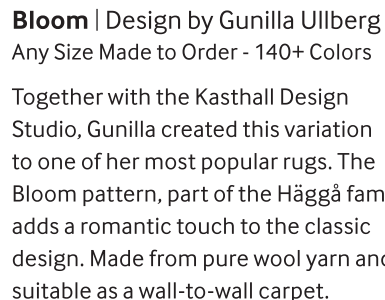 Bloom | Design by Gunilla Ullberg
Any Size Made to Order - 140+ Colors
Together with the Kasthall Design
Studio, Gunilla created this variation
to one of her most popular rugs. The
Bloom pattern, part of the Häggå fam
adds a romantic touch to the classic
design. Made from pure wool yarn and
suitable as a wall-to-wall carpet.